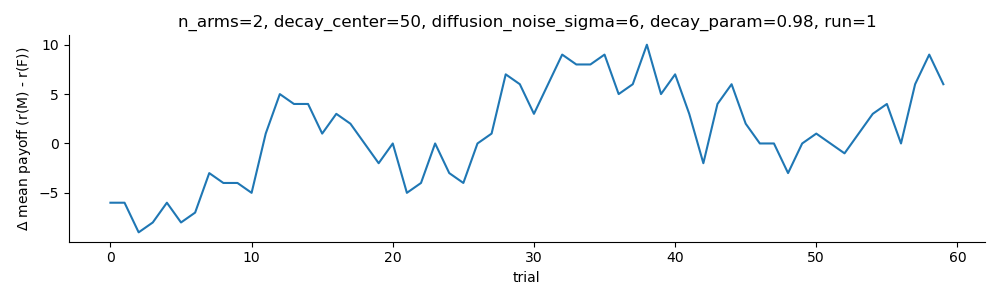 n_arms=2, decay_center=50, diffusion_noise_sigma=6, decay_param=0.98, run=1
Δ mean payoff (r(M) - r(F))
10
5
0
−5
0 10 20 30 40 50 60
trial